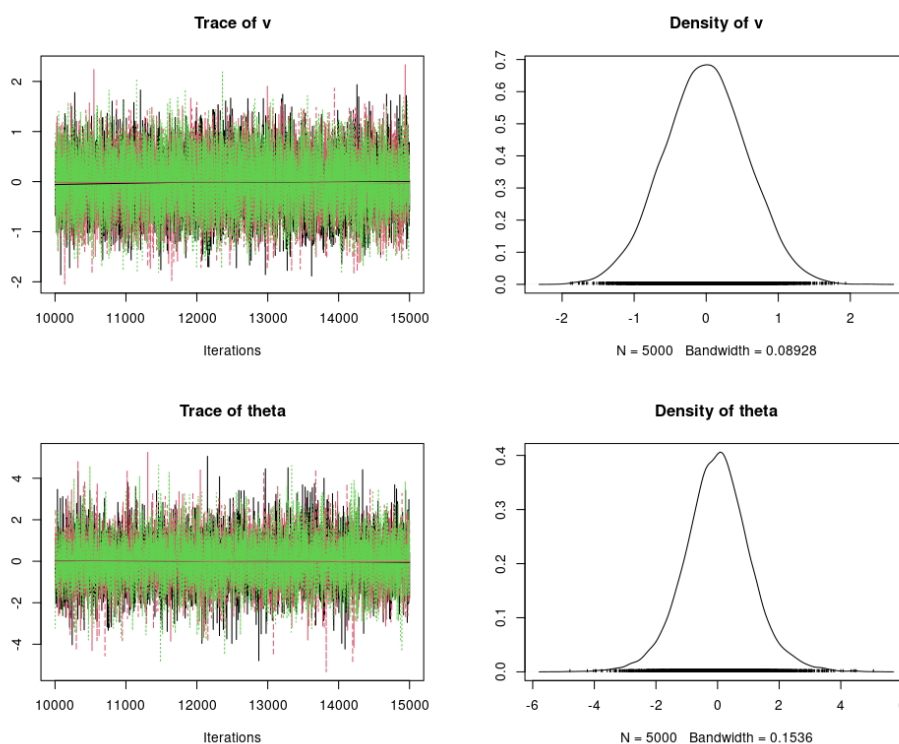 Trace of v
2
1
0
-1
-2
10000 11000 12000 13000 14000 15000
Iterations
Density of v
0.7
0.6
0.5
0.4
0.3
0.2
0.1
0.0
-2 -1 0 1 2
N = 5000 Bandwidth = 0.08928
Trace of theta
4
2
0
-2
-4
10000 11000 12000 13000 14000 15000
Iterations
Density of theta
0.4
0.3
0.2
0.1
0.0
-6 -4 -2 0 2 4
N = 5000 Bandwidth = 0.1536